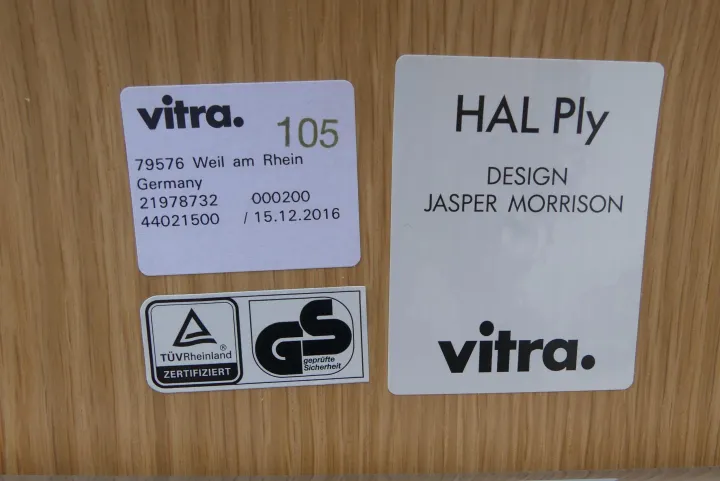 vitra.
105
79576 Weil am Rhein
Germany
21978732 000200
44021500 / 15.12.2016
TÜVRheinland ®
ZERTIFIZIERT
GS
geprüfte
Sicherheit
HAL Ply
DESIGN
JASPER MORRISON
vitra.